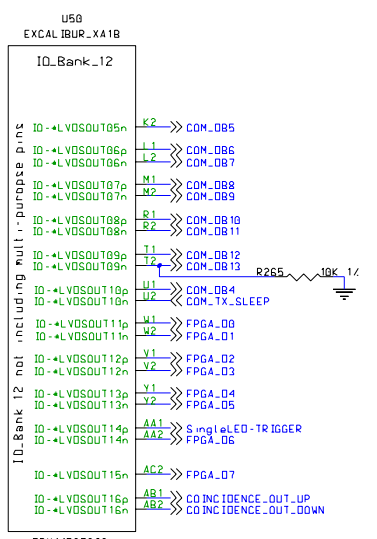 U50
EXCALIBUR_XA1B
IO_Bank_12
IO_Bank 12 not including multi-puropse pins
IO-*LVDSOUT05n K2 COM_DB5
IO-*LVDSOUT06p L1 COM_DB6
IO-*LVDSOUT06n L2 COM_DB7
IO-*LVDSOUT07p M1 COM_DB8
IO-*LVDSOUT07n M2 COM_DB9
IO-*LVDSOUT08p R1 COM_DB10
IO-*LVDSOUT08n R2 COM_DB11
IO-*LVDSOUT09p T1 COM_DB12
IO-*LVDSOUT09n T2 COM_DB13
R265 10K 1%
IO-*LVDSOUT10p U1 COM_DB4
IO-*LVDSOUT10n U2 COM_TX_SLEEP
IO-*LVDSOUT11p W1 FPGA_D0
IO-*LVDSOUT11n W2 FPGA_D1
IO-*LVDSOUT12p V1 FPGA_D2
IO-*LVDSOUT12n V2 FPGA_D3
IO-*LVDSOUT13p Y1 FPGA_D4
IO-*LVDSOUT13n Y2 FPGA_D5
IO-*LVDSOUT14p AA1 SingleLED-TRIGGER
IO-*LVDSOUT14n AA2 FPGA_D6
IO-*LVDSOUT15n AC2 FPGA_D7
IO-*LVDSOUT16p AB1 COINCIDENCE_OUT_UP
IO-*LVDSOUT16n AB2 COINCIDENCE_OUT_DOWN